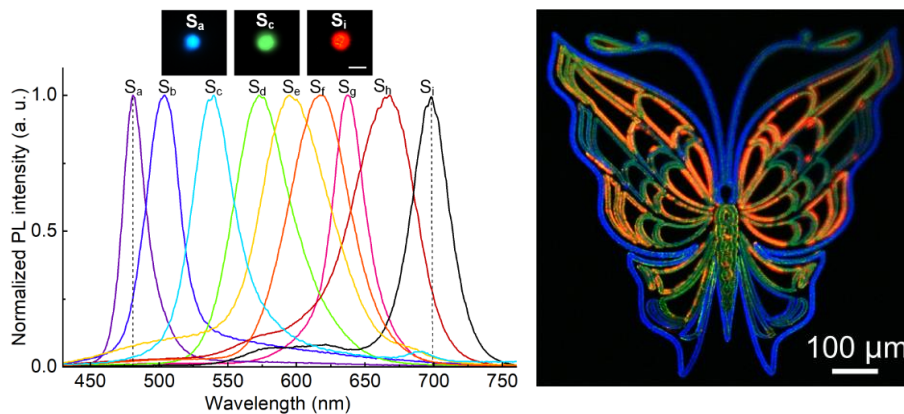 Sa Sc Si
Sa Sb Sc Sd Se Sf Sg Sh Si
1.0
0.5
0.0
Normalized PL intensity (a. u.)
450 500 550 600 650 700 750
Wavelength (nm)
100 μm